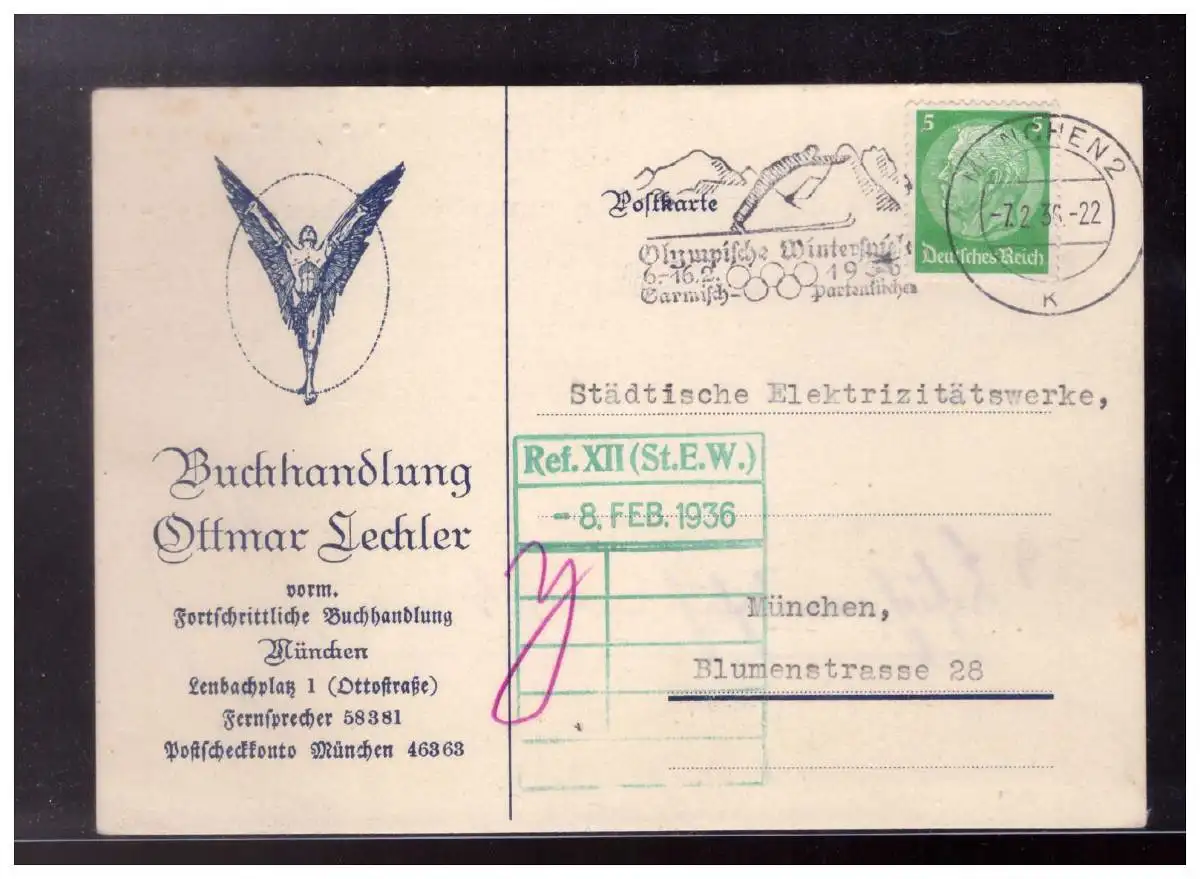 Buchhandlung
Ottmar Lechler
vorm.
Fortschrittliche Buchhandlung
München
Lenbachplatz 1 (Ottostraße)
Fernsprecher 58381
Postscheckkonto München 46363
Postkarte
Olympische Winterspiele
6.-16.2. 1936
Garmisch- Partenkirchen
5 5
Deutsches Reich
MÜNCHEN 2
-7.2.36.-22
K
Städtische Elektrizitätswerke,
Ref. XII (St.E.W.)
-8. FEB. 1936
München,
Blumenstrasse 28